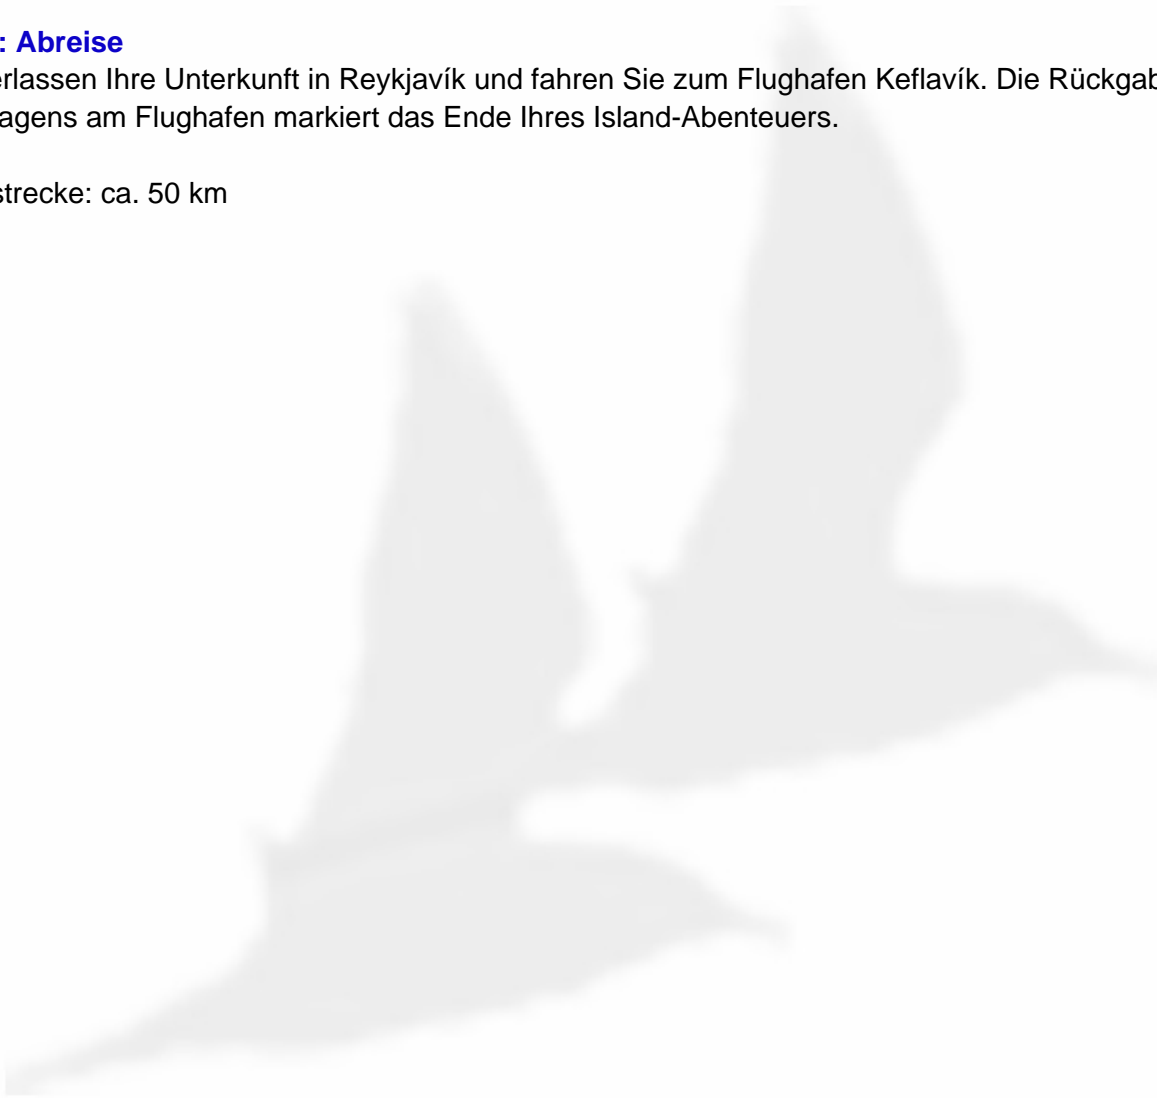 : Abreise
erlassen Ihre Unterkunft in Reykjavík und fahren Sie zum Flughafen Keflavík. Die Rückgab
agens am Flughafen markiert das Ende Ihres Island-Abenteuers.
strecke: ca. 50 km